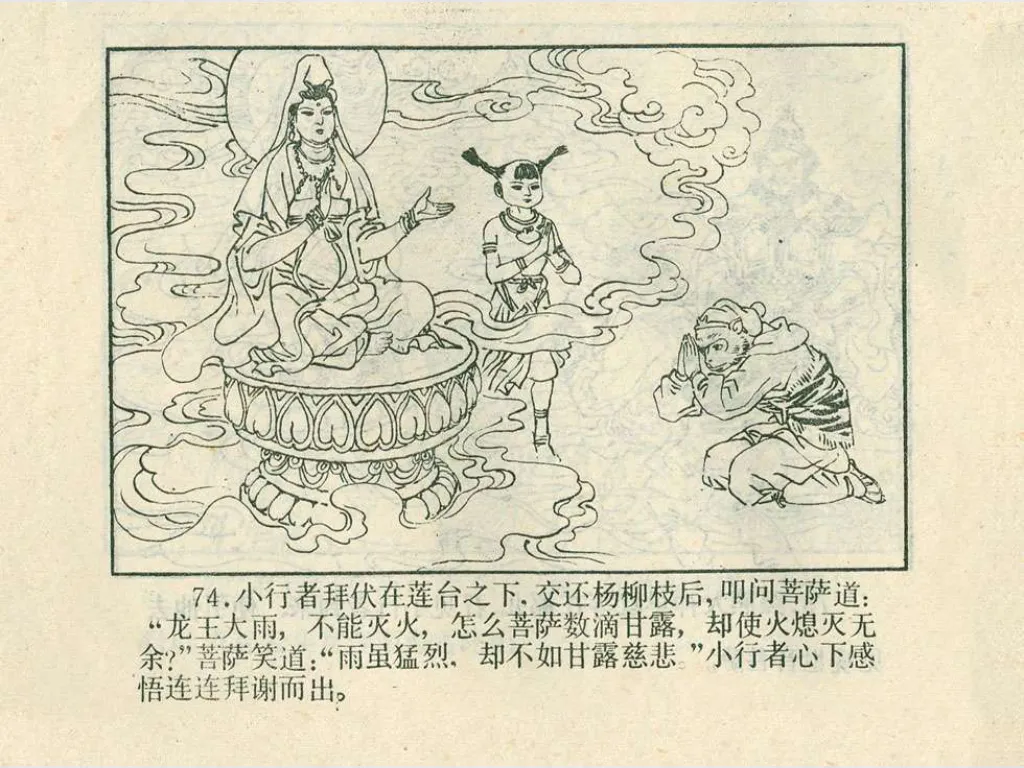 74.小行者拜伏在莲台之下.交还杨柳枝后,叩问菩萨道:
“龙王大雨, 不能灭火, 怎么菩萨数滴甘露, 却使火熄灭无
余?”菩萨笑道:“雨虽猛烈. 却不如甘露慈悲 ”小行者心下感
悟连连拜谢而出。